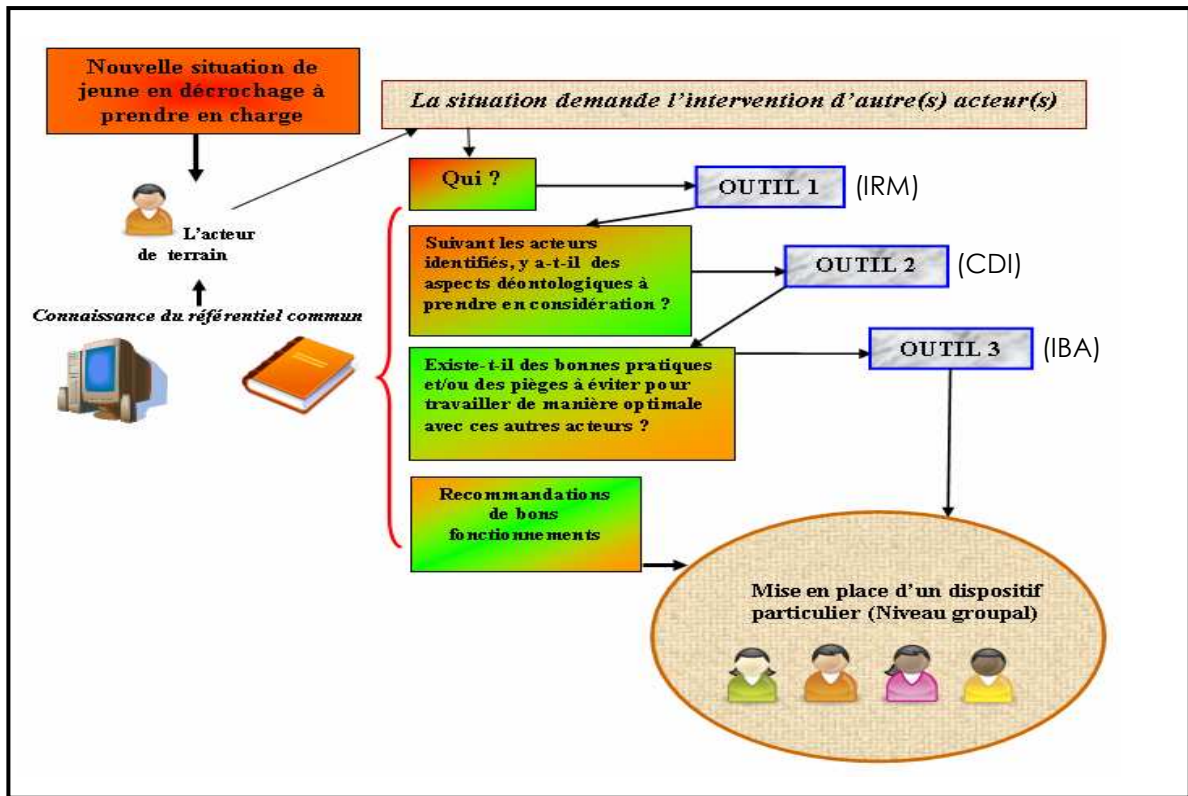 Nouvelle situation de
jeune en décrochage à
prendre en charge
La situation demande l'intervention d'autre(s) acteur(s)
L'acteur
de terrain
Connaissance du référentiel commun
Qui ?
OUTIL 1
(IRM)
Suivant les acteurs
identifiés, y a-t-il des
aspects déontologiques à
prendre en considération ?
OUTIL 2
(CDI)
Existe-t-il des bonnes pratiques
et/ou des pièges à éviter pour
travailler de manière optimale
avec ces autres acteurs ?
OUTIL 3
(IBA)
Recommandations
de bons
fonctionnements
Mise en place d'un dispositif
particulier (Niveau groupal)